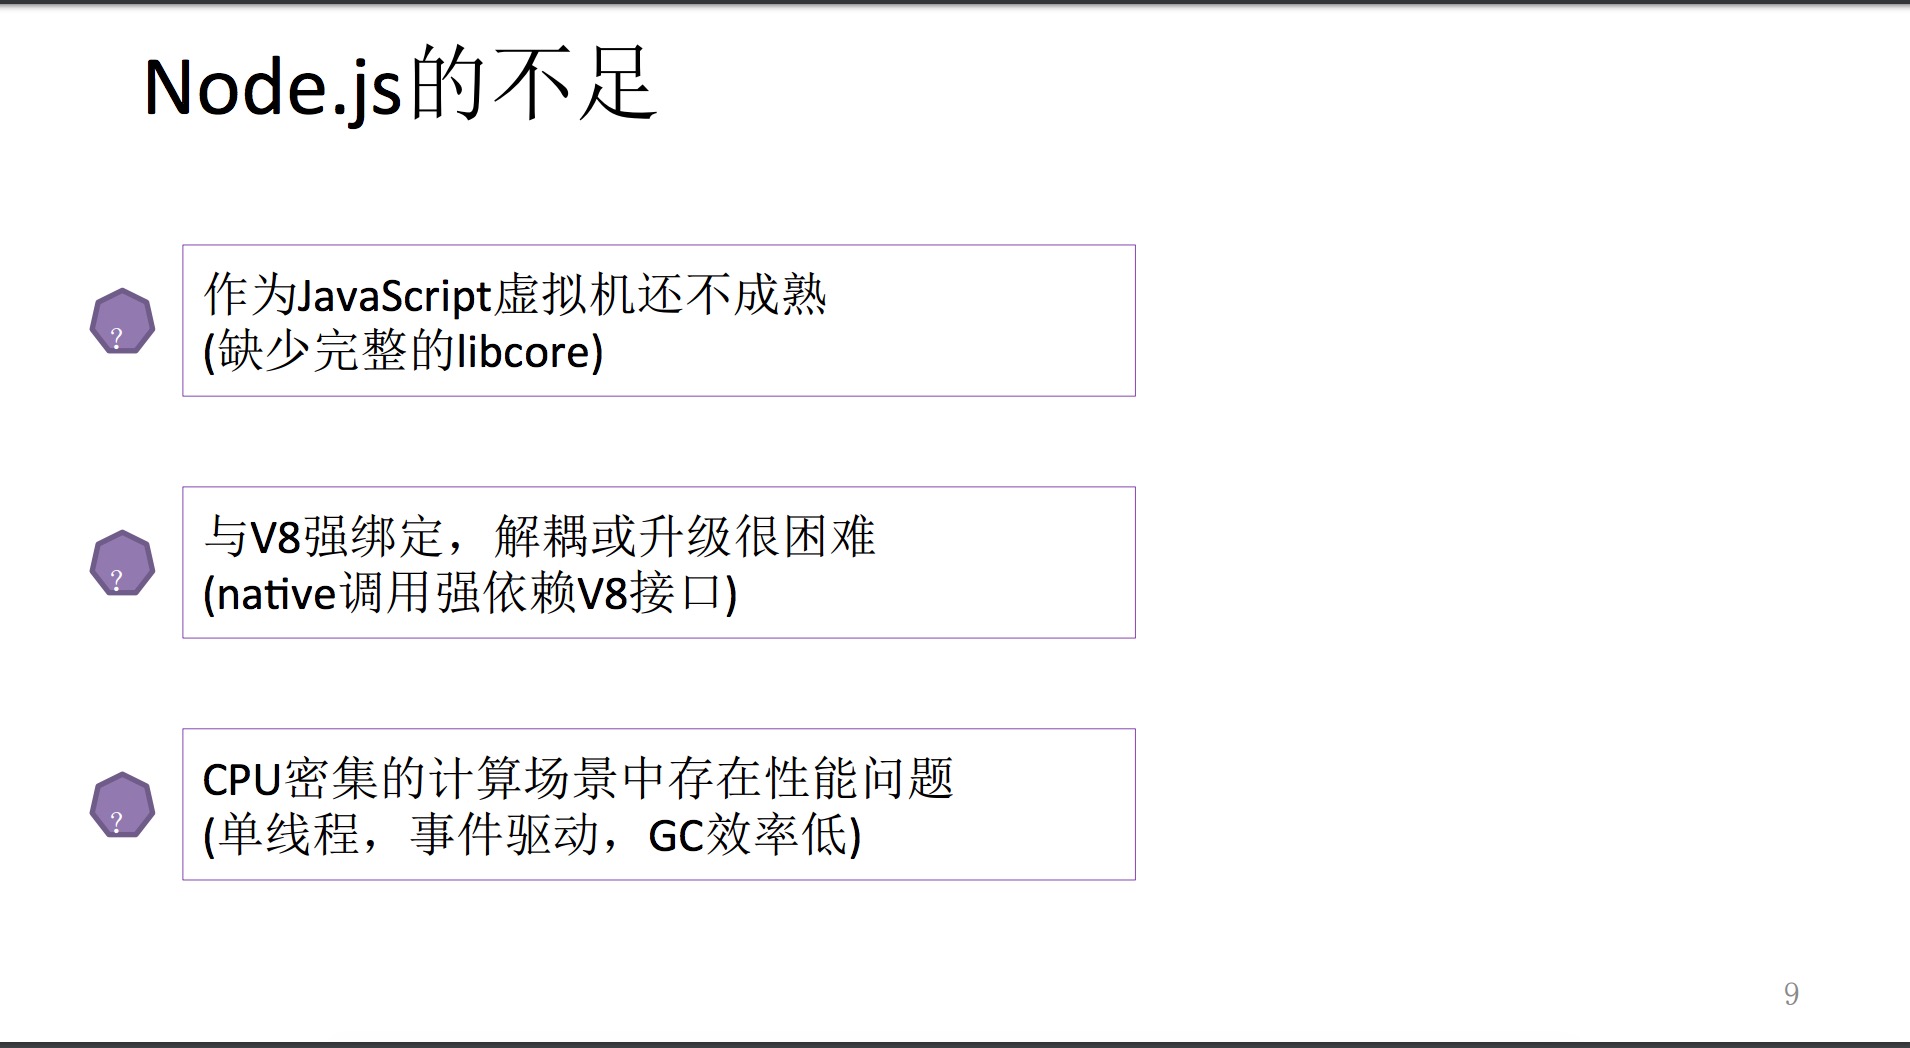 Node.js的不足
?
作为JavaScript虚拟机还不成熟
(缺少完整的libcore)
?
与V8强绑定，解耦或升级很困难
(native调用强依赖V8接口)
?
CPU密集的计算场景中存在性能问题
(单线程，事件驱动，GC效率低)
9